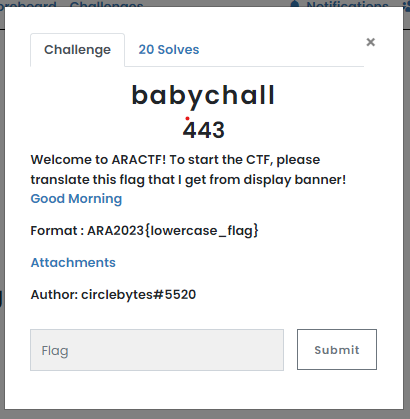 Scoreboard Challenges Notifications
Challenge
20 Solves
×
babychall
443
Welcome to ARACTF! To start the CTF, please
translate this flag that I get from display banner!
Good Morning
Format : ARA2023{lowercase_flag}
Attachments
Author: circlebytes#5520
Flag
Submit